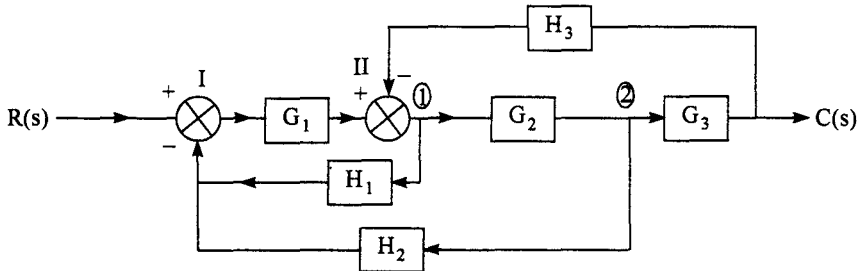 H₃
I
II
+
−
+
①
②
R(s)
G₁
G₂
G₃
C(s)
−
H₁
H₂